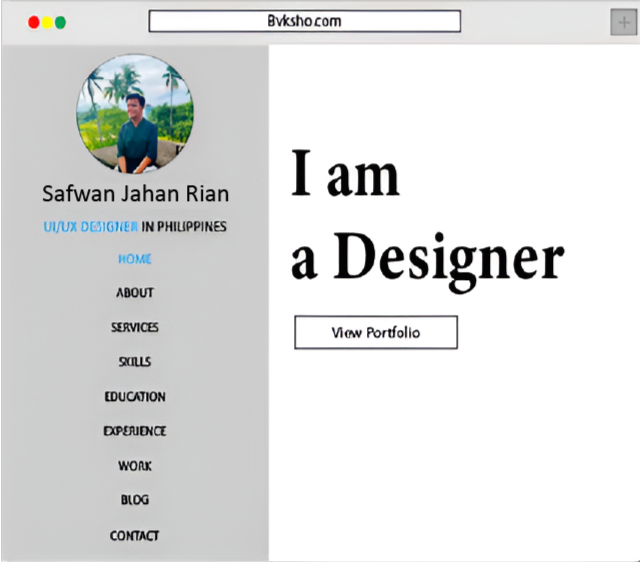 Bvksho.com
+
Safwan Jahan Rian
UI/UX DESIGNER IN PHILIPPINES
HOME
ABOUT
SERVICES
SKILLS
EDUCATION
EXPERIENCE
WORK
BLOG
CONTACT
I am
a Designer
View Portfolio